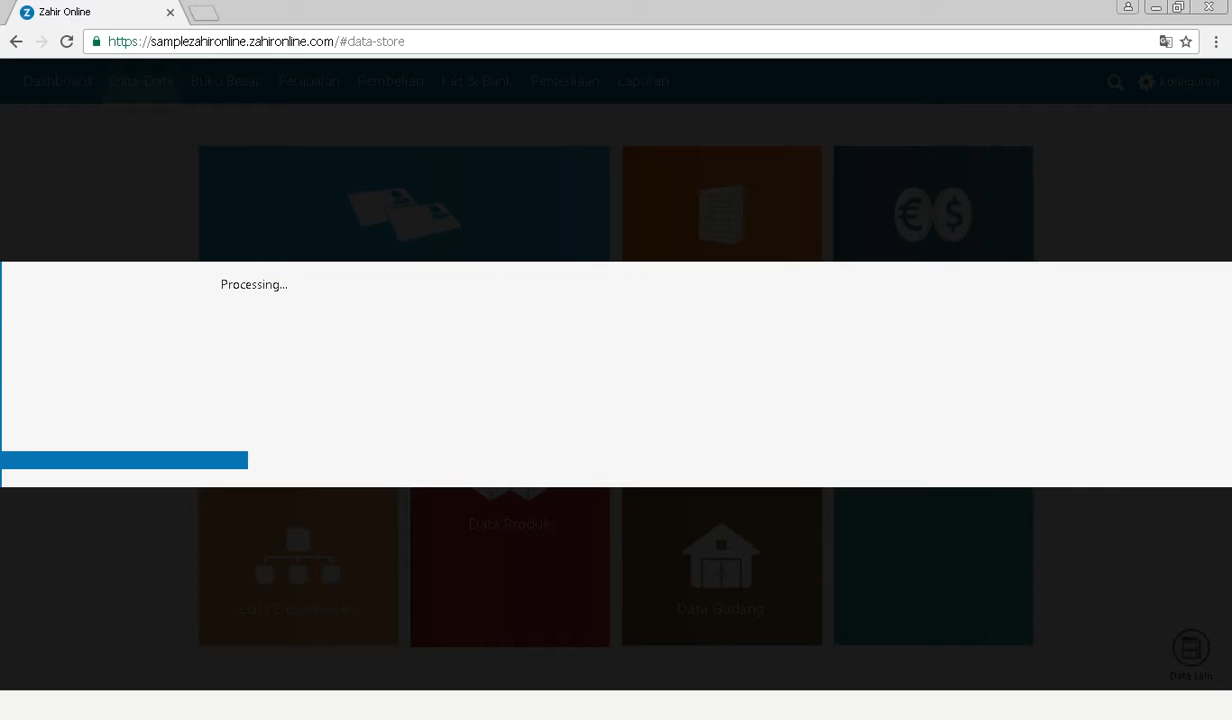 Zahir Online
https://samplezahironline.zahironline.com/#data-store
Dashboard Data-Data Buku Besar Penjualan Pembelian Kas & Bank Persediaan Laporan Konfigurasi
Processing...
Data Produk
Data Gudang
Data Lain